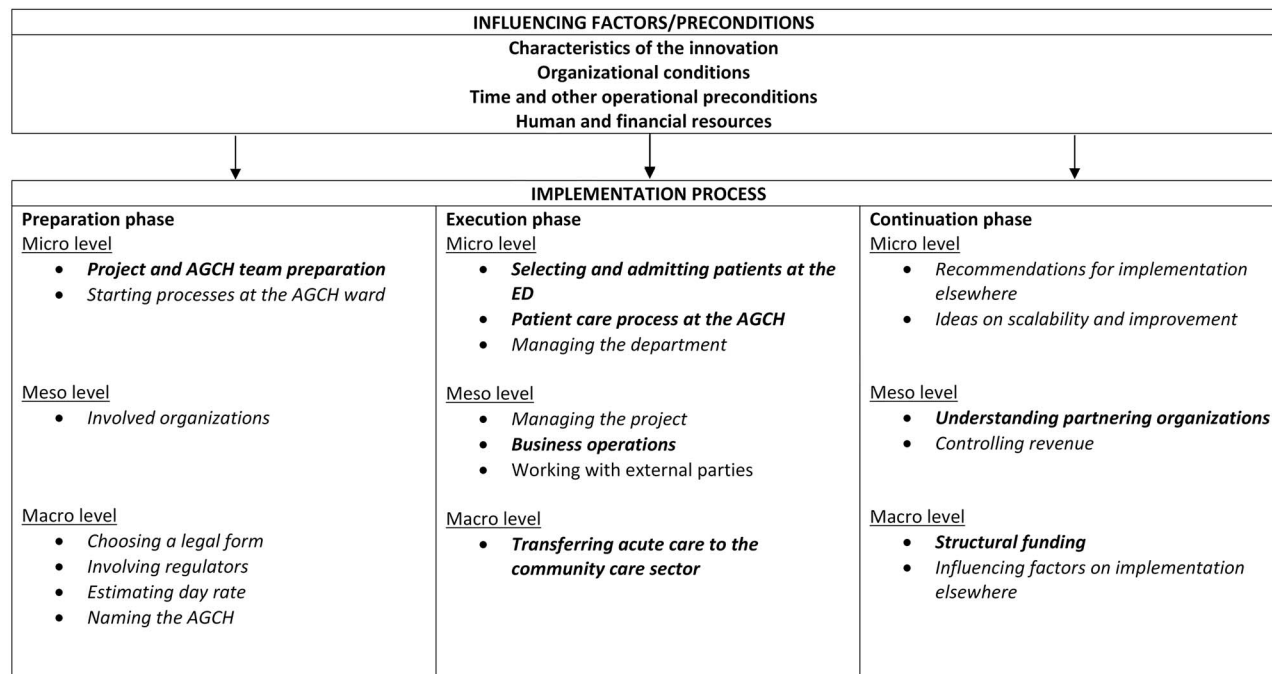 INFLUENCING FACTORS/PRECONDITIONS
Characteristics of the innovation
Organizational conditions
Time and other operational preconditions
Human and financial resources
IMPLEMENTATION PROCESS
Preparation phase
Micro level
• Project and AGCH team preparation
• Starting processes at the AGCH ward
Meso level
• Involved organizations
Macro level
• Choosing a legal form
• Involving regulators
• Estimating day rate
• Naming the AGCH
Execution phase
Micro level
• Selecting and admitting patients at the
ED
• Patient care process at the AGCH
• Managing the department
Meso level
• Managing the project
• Business operations
• Working with external parties
Macro level
• Transferring acute care to the
community care sector
Continuation phase
Micro level
• Recommendations for implementation
elsewhere
• Ideas on scalability and improvement
Meso level
• Understanding partnering organizations
• Controlling revenue
Macro level
• Structural funding
• Influencing factors on implementation
elsewhere